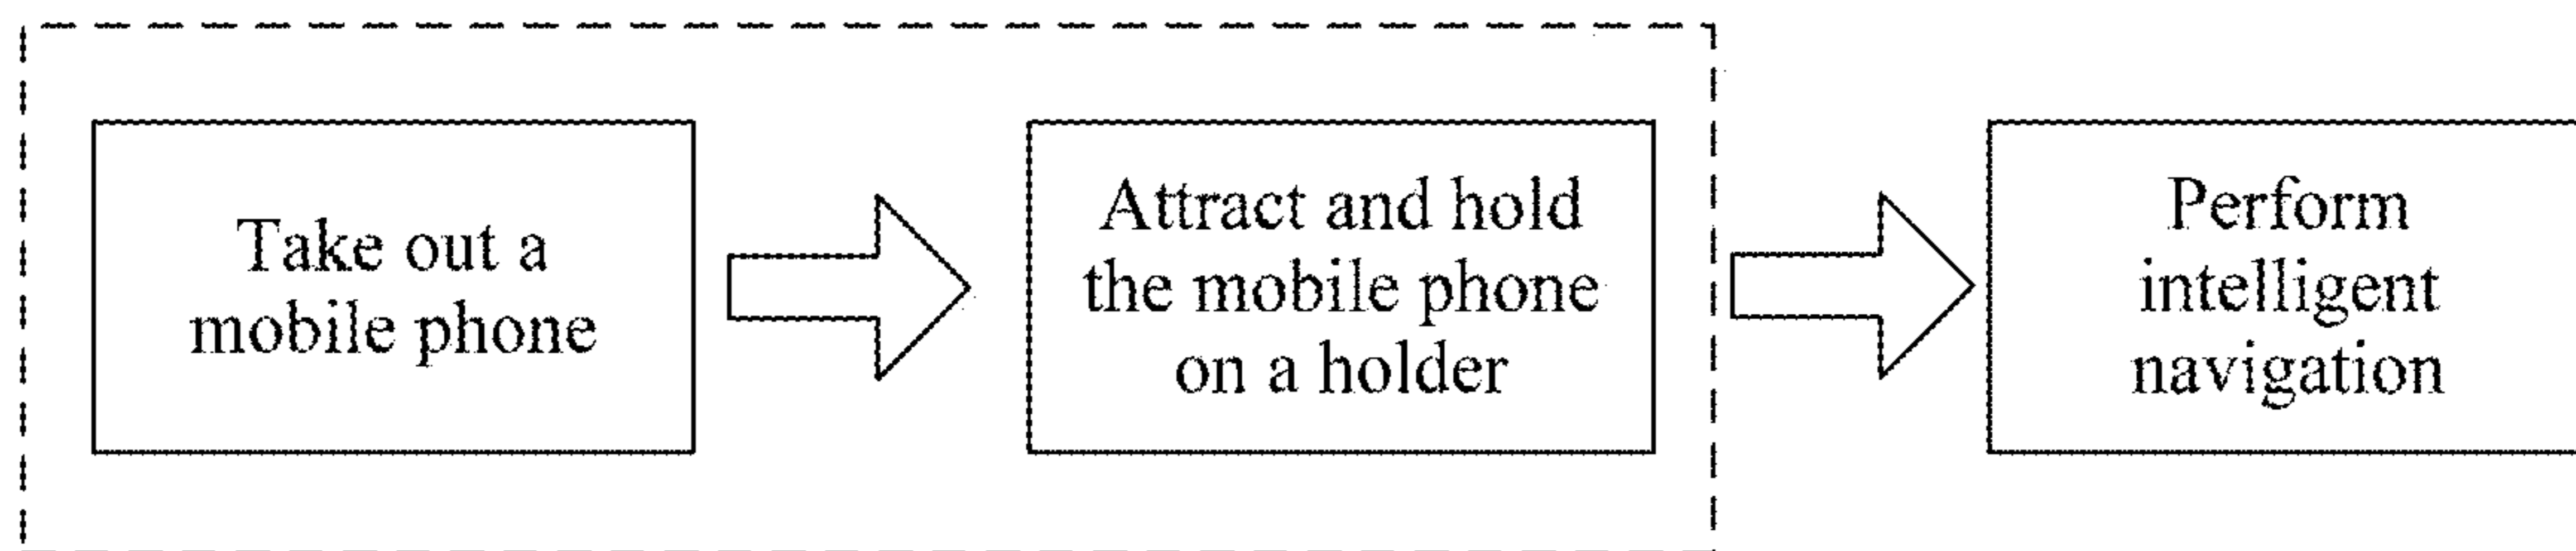 Take out a
mobile phone
Attract and hold
the mobile phone
on a holder
Perform
intelligent
navigation